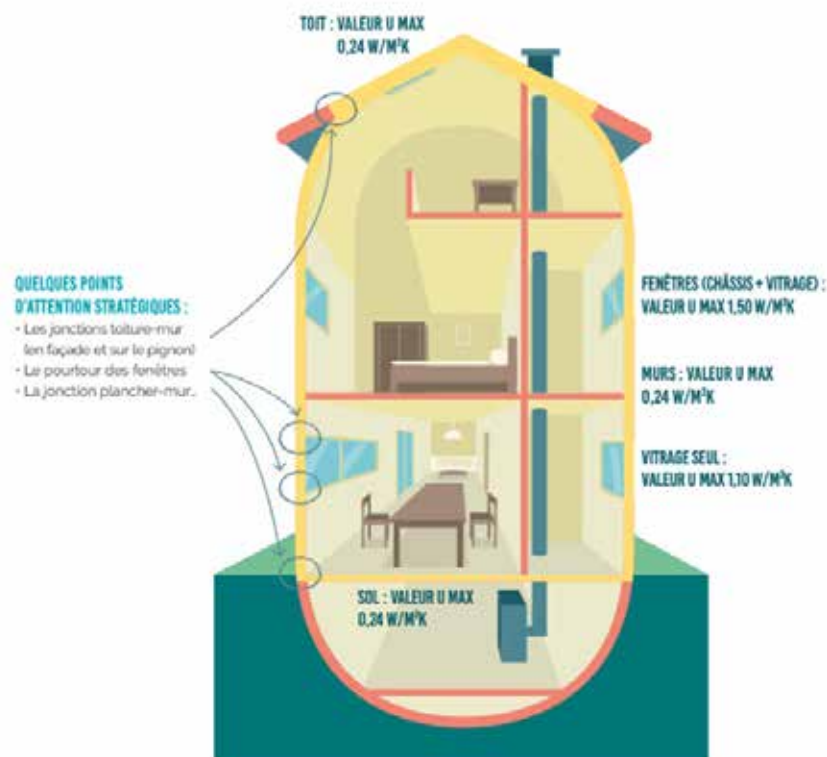 TOIT : VALEUR U MAX
0,24 W/M²K
QUELQUES POINTS
D'ATTENTION STRATÉGIQUES :
• Les jonctions toiture-mur
(en façade et sur le pignon)
• Le pourtour des fenêtres
• La jonction plancher-mur...
FENÊTRES (CHÂSSIS + VITRAGE) :
VALEUR U MAX 1,50 W/M²K
MURS : VALEUR U MAX
0,24 W/M²K
VITRAGE SEUL :
VALEUR U MAX 1,10 W/M²K
SOL : VALEUR U MAX
0,24 W/M²K